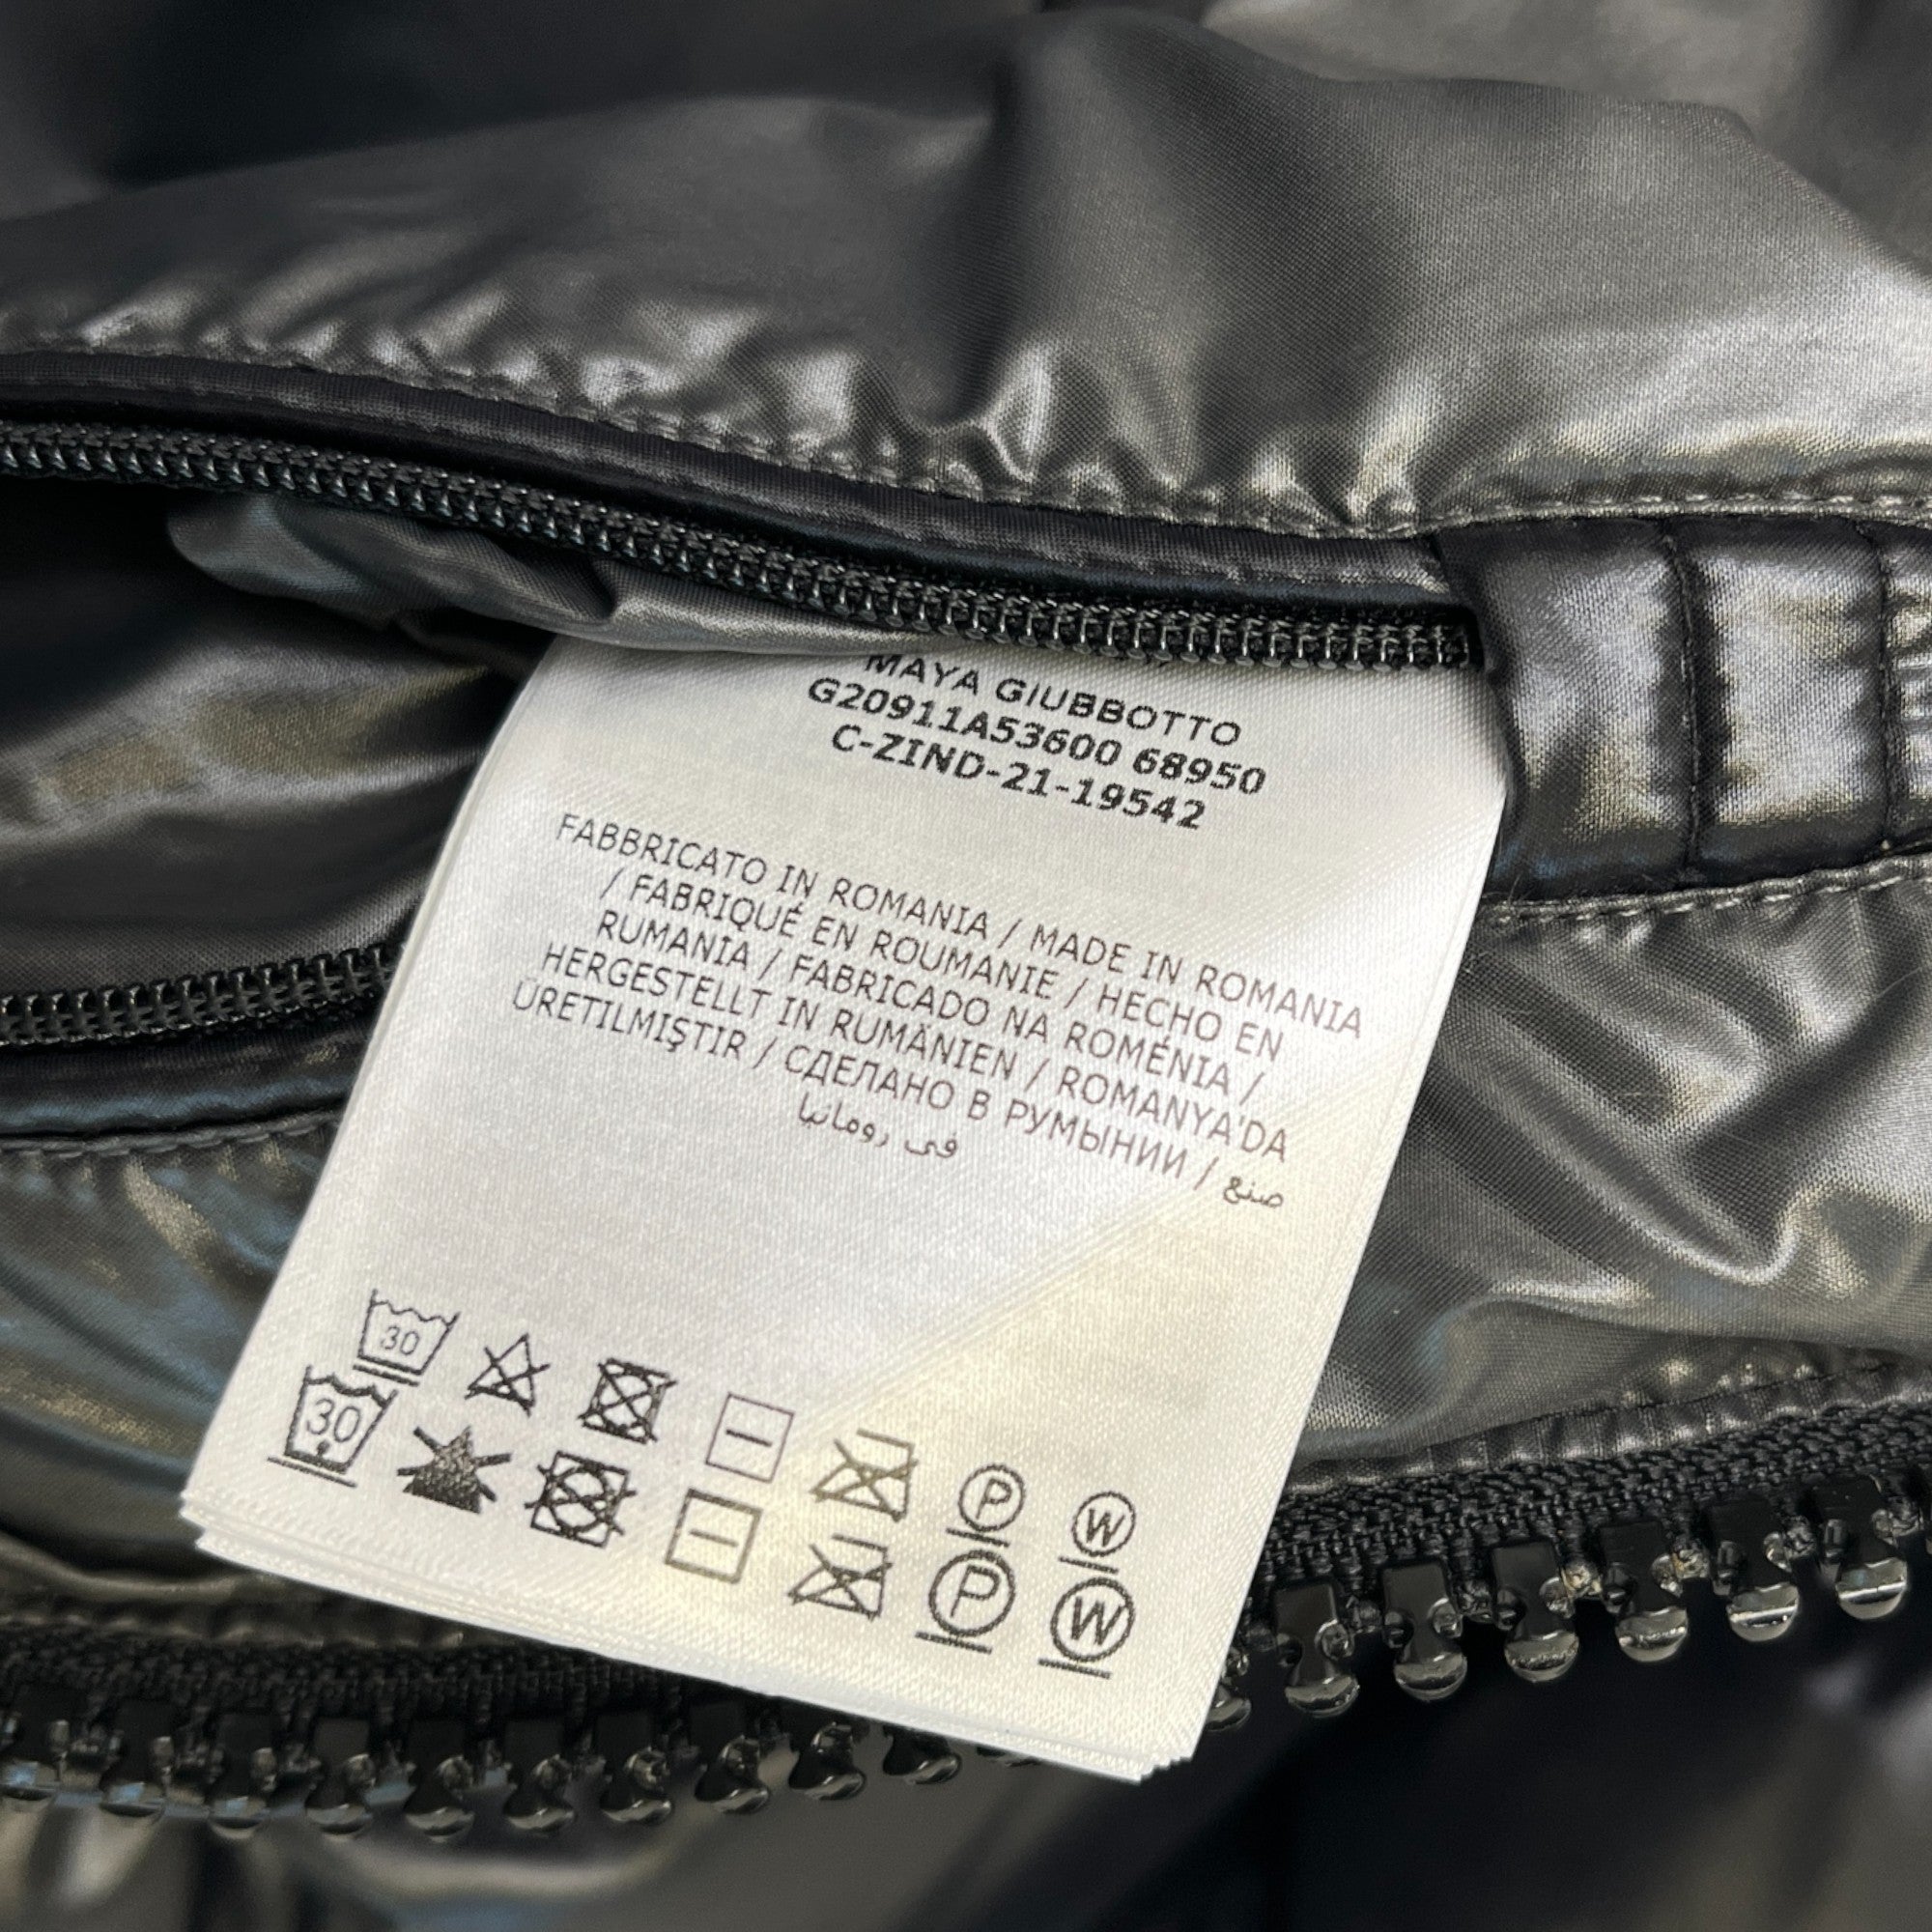 MAYA GIUBBOTTO
G20911A53600 68950
C-ZIND-21-19542
FABBRICATO IN ROMANIA / MADE IN ROMANIA
/ FABRIQUÉ EN ROUMANIE / HECHO EN
RUMANIA / FABRICADO NA ROMÉNIA /
HERGESTELLT IN RUMÄNIEN / ROMANYA'DA
ÜRETILMIŞTIR / СДЕЛАНО В РУМЫНИИ / صنع
في رومانيا
30 P W
30 P W